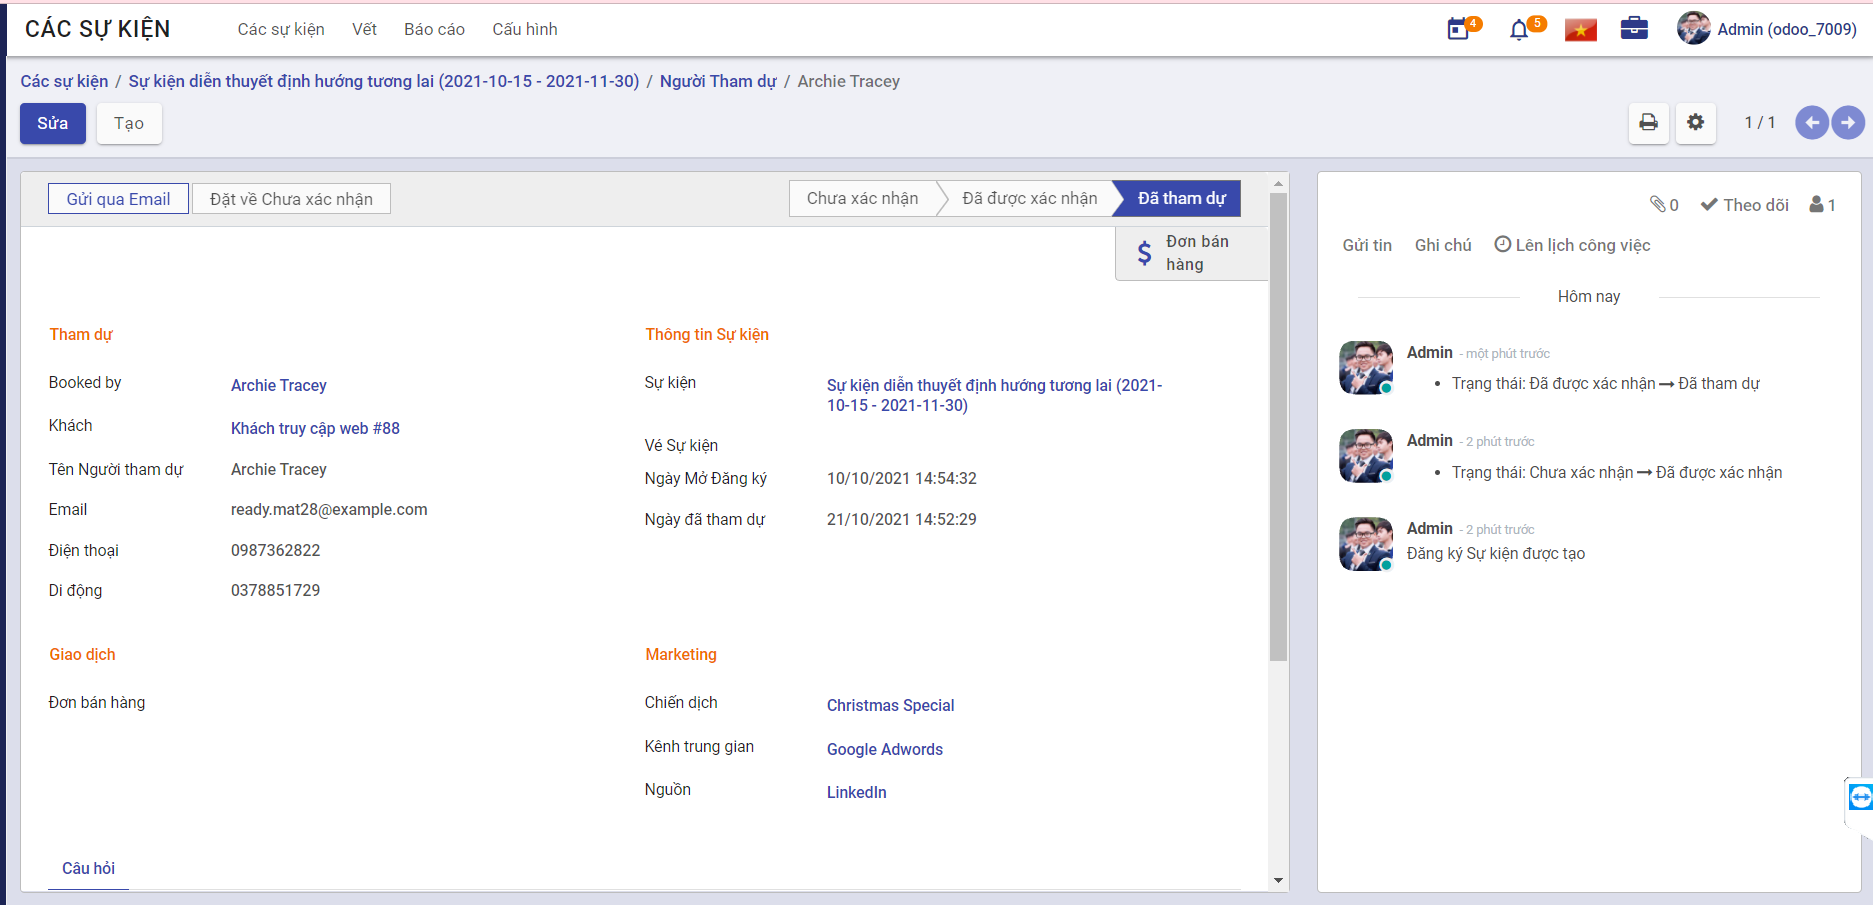 CÁC SỰ KIỆN
Các sự kiện
Vết
Báo cáo
Cấu hình
4
5
Admin (odoo_7009)
Các sự kiện / Sự kiện diễn thuyết định hướng tương lai (2021-10-15 - 2021-11-30) / Người Tham dự / Archie Tracey
Sửa
Tạo
1 / 1
Gửi qua Email
Đặt về Chưa xác nhận
Chưa xác nhận
Đã được xác nhận
Đã tham dự
$ Đơn bán
hàng
Tham dự
Booked by
Archie Tracey
Khách
Khách truy cập web #88
Tên Người tham dự
Archie Tracey
Email
ready.mat28@example.com
Điện thoại
0987362822
Di động
0378851729
Thông tin Sự kiện
Sự kiện
Sự kiện diễn thuyết định hướng tương lai (2021-
10-15 - 2021-11-30)
Vé Sự kiện
Ngày Mở Đăng ký
10/10/2021 14:54:32
Ngày đã tham dự
21/10/2021 14:52:29
Giao dịch
Đơn bán hàng
Marketing
Chiến dịch
Christmas Special
Kênh trung gian
Google Adwords
Nguồn
LinkedIn
Câu hỏi
0
Theo dõi
1
Gửi tin
Ghi chú
Lên lịch công việc
Hôm nay
Admin - một phút trước
• Trạng thái: Đã được xác nhận → Đã tham dự
Admin - 2 phút trước
• Trạng thái: Chưa xác nhận → Đã được xác nhận
Admin - 2 phút trước
Đăng ký Sự kiện được tạo